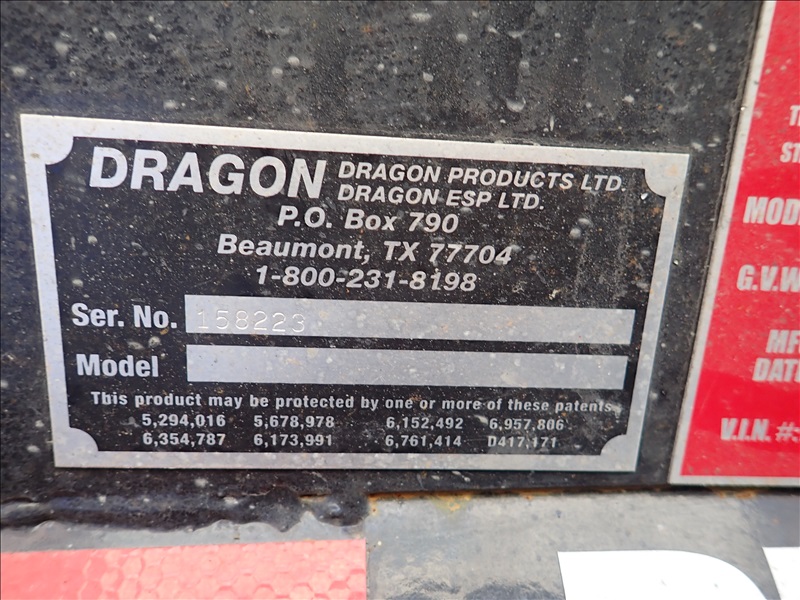 DRAGON DRAGON PRODUCTS LTD.
DRAGON ESP LTD.
P.O. Box 790
Beaumont, TX 77704
1-800-231-8198
Ser. No. 158223
Model
This product may be protected by one or more of these patents
5,294,016 5,678,978 6,152,492 6,957,806
6,354,787 6,173,991 6,761,414 D417,171
G.V.W
MF
DATE
V.I.N. #: